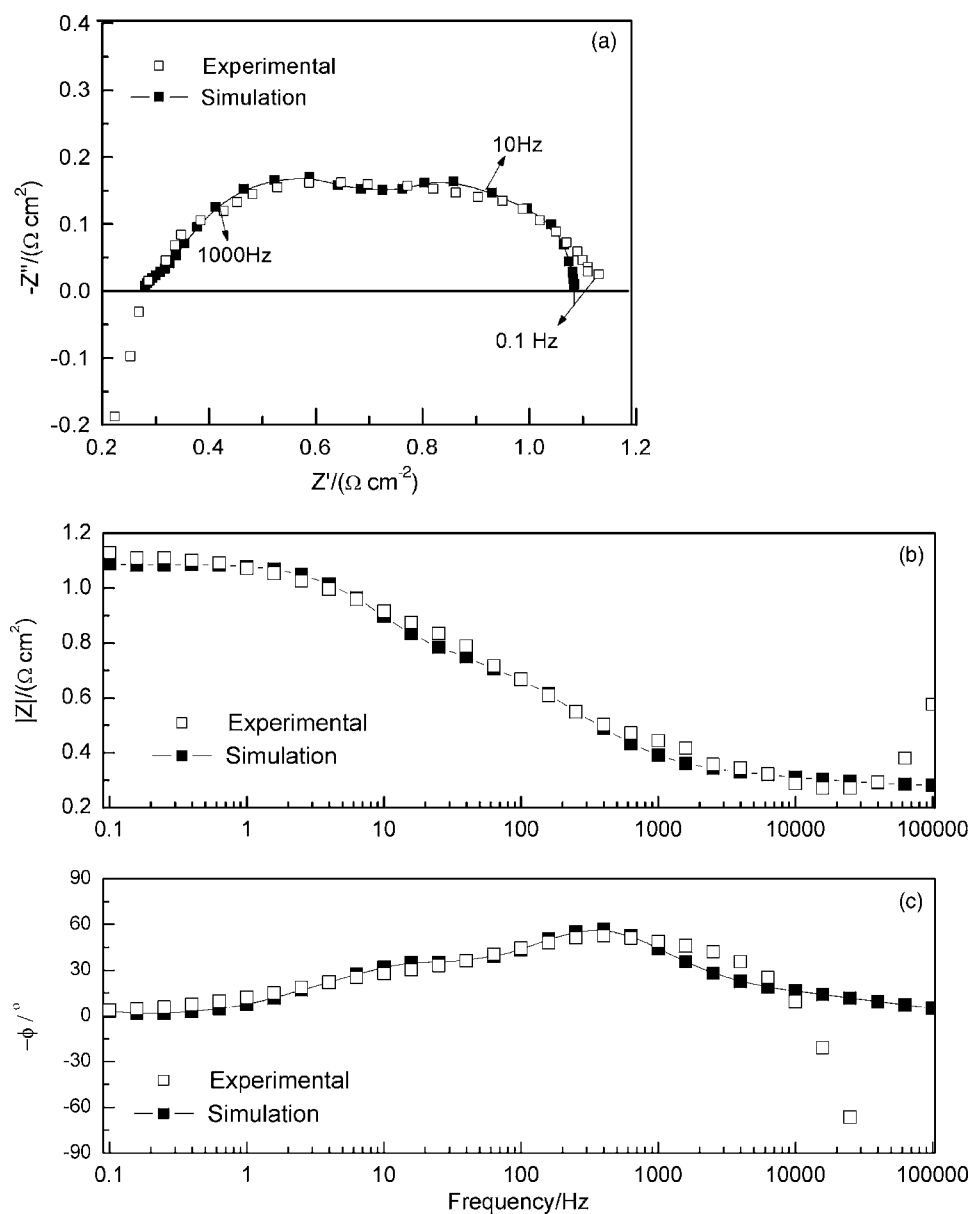 (a)
0.4
0.3
0.2
0.1
0.0
-0.1
-0.2
-Z''/(Ω cm⁻²)
Experimental
Simulation
10Hz
1000Hz
0.1 Hz
0.2 0.4 0.6 0.8 1.0 1.2
Z'/(Ω cm⁻²)
(b)
1.2
1.0
0.8
0.6
0.4
0.2
|Z|/(Ω cm²)
Experimental
Simulation
0.1 1 10 100 1000 10000 100000
(c)
90
60
30
0
-30
-60
-90
−ϕ /°
Experimental
Simulation
0.1 1 10 100 1000 10000 100000
Frequency/Hz